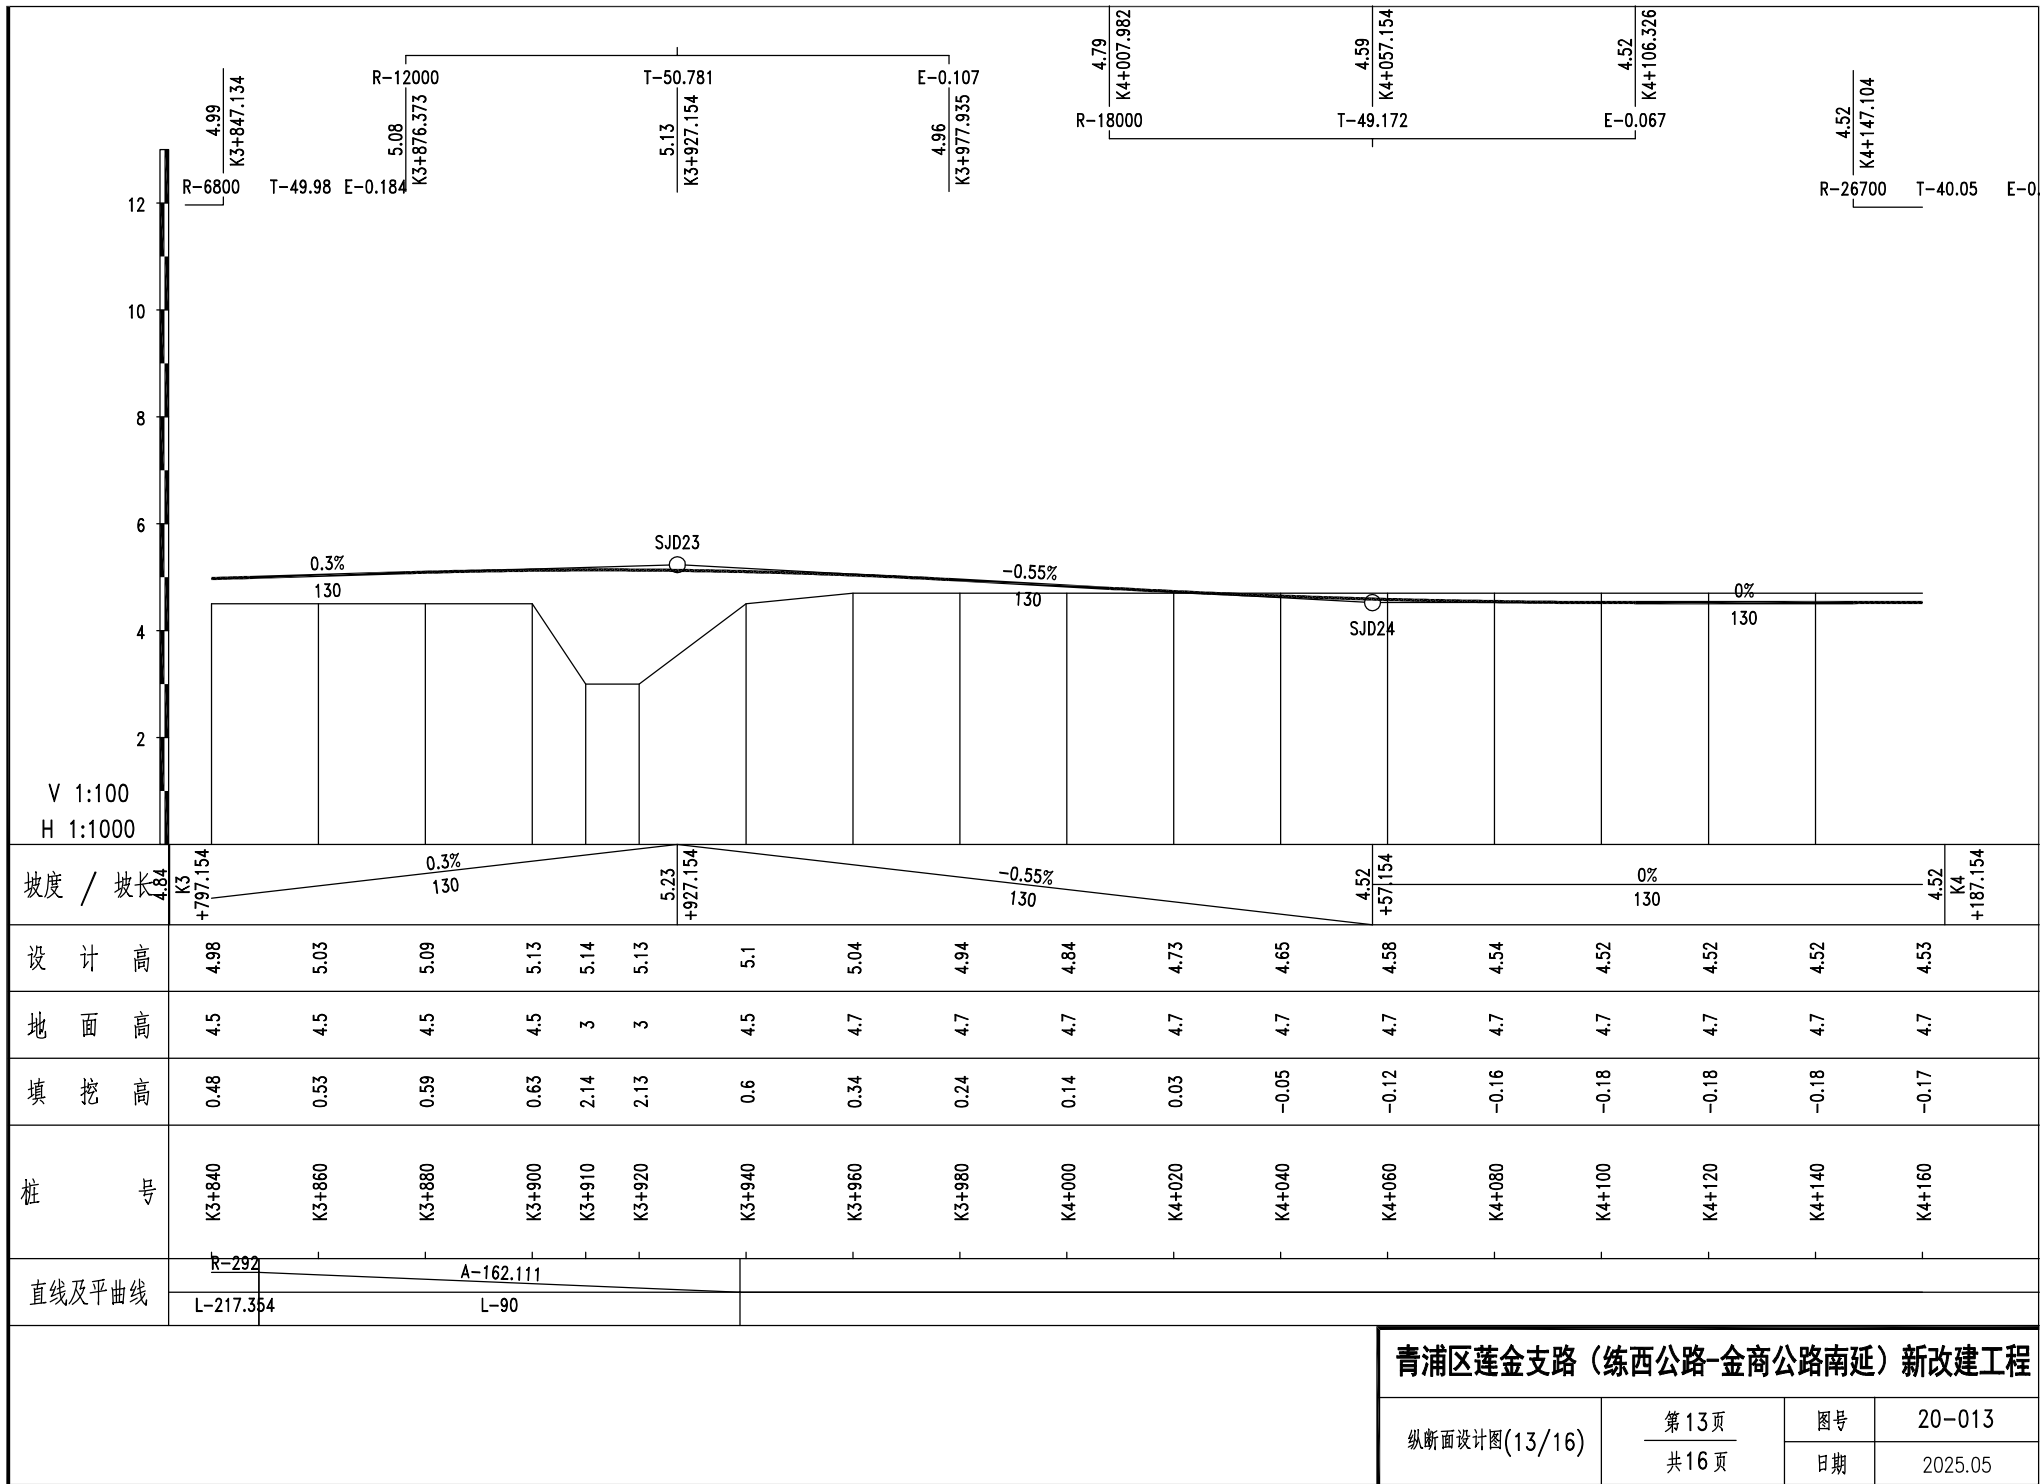 4.99
K3+847.134
R-6800 T-49.98 E-0.184
R-12000 T-50.781 E-0.107
5.08
K3+876.373
5.13
K3+927.154
4.96
K3+977.935
4.79
K4+007.982
4.59
K4+057.154
4.52
K4+106.326
R-18000 T-49.172 E-0.067
4.52
K4+147.104
R-26700 T-40.05 E-0.
12
10
8
6
4
2
V 1:100
H 1:1000
0.3%
130
SJD23
-0.55%
130
SJD24
0%
130
坡度 / 坡长
4.84
K3
+797.154
0.3%
130
5.23
+927.154
-0.55%
130
4.52
+57.154
0%
130
4.52
K4
+187.154
设计高 4.98 5.03 5.09 5.13 5.14 5.13 5.1 5.04 4.94 4.84 4.73 4.65 4.58 4.54 4.52 4.52 4.52 4.53
地面高 4.5 4.5 4.5 4.5 3 3 4.5 4.7 4.7 4.7 4.7 4.7 4.7 4.7 4.7 4.7 4.7 4.7
填挖高 0.48 0.53 0.59 0.63 2.14 2.13 0.6 0.34 0.24 0.14 0.03 -0.05 -0.12 -0.16 -0.18 -0.18 -0.18 -0.17
桩号 K3+840 K3+860 K3+880 K3+900 K3+910 K3+920 K3+940 K3+960 K3+980 K4+000 K4+020 K4+040 K4+060 K4+080 K4+100 K4+120 K4+140 K4+160
直线及平曲线
R-292 A-162.111
L-217.354 L-90
青浦区莲金支路（练西公路-金商公路南延）新改建工程
纵断面设计图(13/16)
第13页
共16页
图号 20-013
日期 2025.05